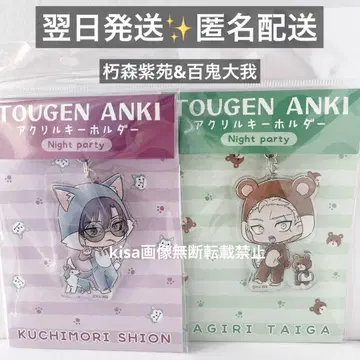 翌日発送✨匿名配送
朽森紫苑&百鬼大我
TOUGEN ANKI
アクリルキーホルダー
Night party
TOUGEN ANKI
アクリルキーホルダー
Night party
kisa画像無断転載禁止
KUCHIMORI SHION
AGIRI TAIGA